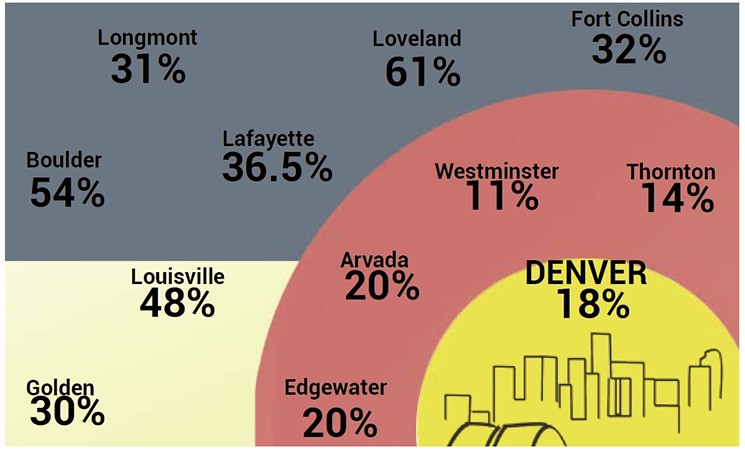 Fort Collins
32%
Longmont
31%
Loveland
61%
Lafayette
36.5%
Boulder
54%
Westminster
11%
Thornton
14%
Arvada
20%
DENVER
18%
Louisville
48%
Golden
30%
Edgewater
20%